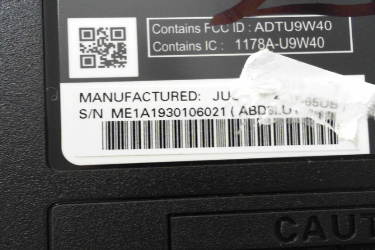 Contains FCC ID : ADTU9W40
Contains IC : 1178A-U9W40
MANUFACTURED:
S/N ME1A1930106021
CAUT